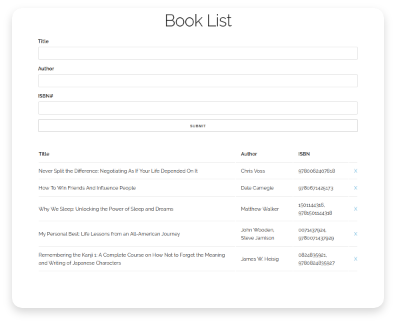 Book List
Title
Author
ISBN#
SUBMIT
Title Author ISBN
Never Split the Difference: Negotiating As If Your Life Depended On It Chris Voss 9780062407818 X
How To Win Friends And Influence People Dale Carnegie 9780671425173 X
Why We Sleep: Unlocking the Power of Sleep and Dreams Matthew Walker 1501144316, 9781501144318 X
My Personal Best: Life Lessons from an All-American Journey John Wooden, Steve Jamison 0071437924, 9780071437929 X
Remembering the Kanji 1: A Complete Course on How Not to Forget the Meaning
and Writing of Japanese Characters James W. Heisig 0824835921, 9780824835927 X